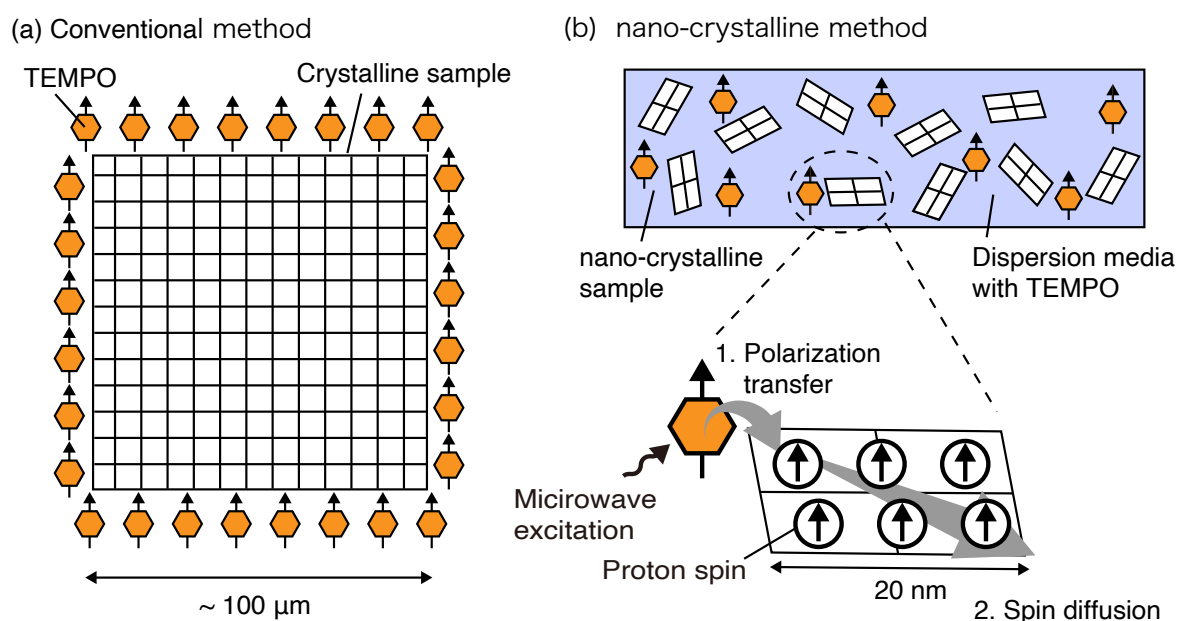 (a) Conventional method
TEMPO
Crystalline sample
~ 100 μm
(b) nano-crystalline method
nano-crystalline
sample
Dispersion media
with TEMPO
1. Polarization
transfer
Micirowave
excitation
Proton spin
20 nm
2. Spin diffusion